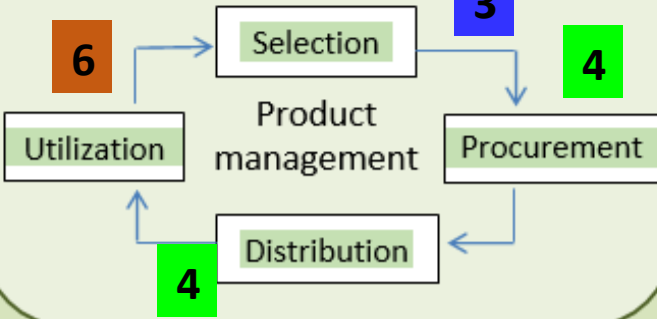 3
6
Selection
4
Product
management
Utilization
Procurement
Distribution
4